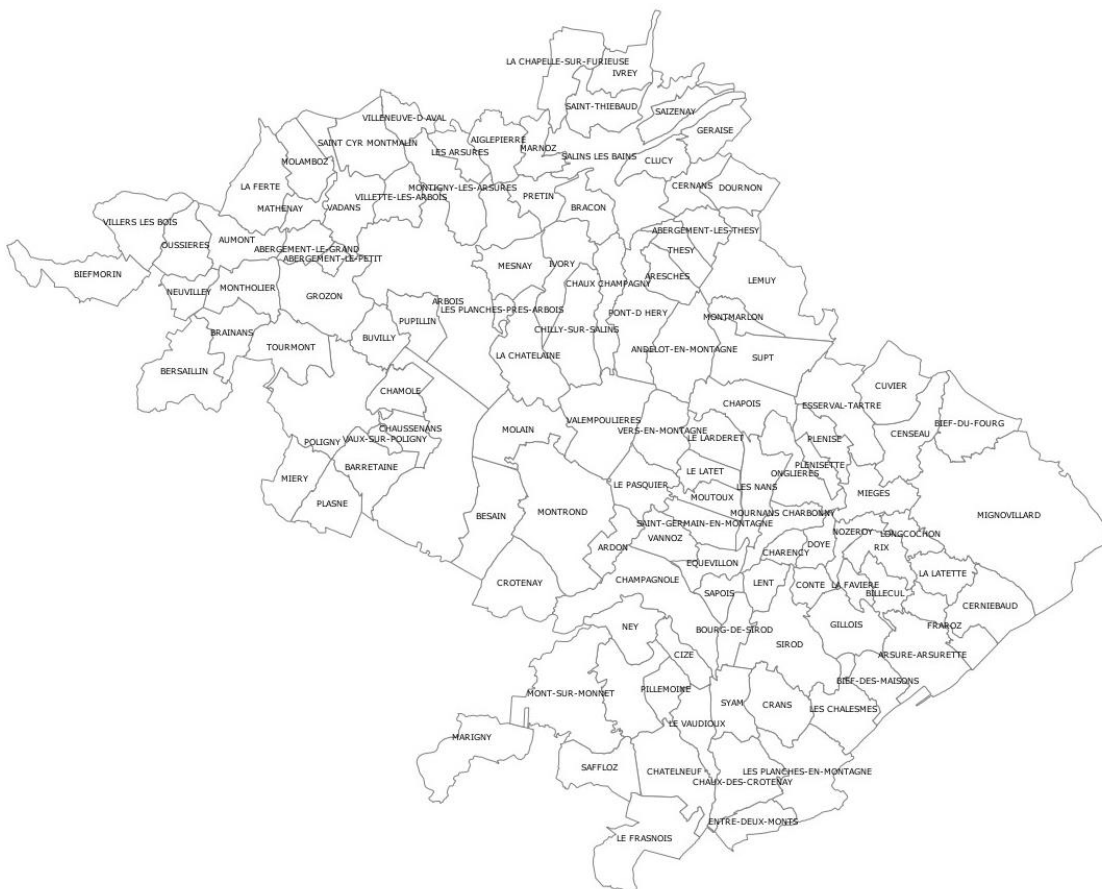 LA CHAPELLE-SUR-FURIEUSE
IVREY
SAINT-THIEBAUD
SAIZENAY
VILLENEUVE-D-AVAL
GERAISE
SAINT CYR MONTMALIN
AIGLEPIERRE
MARNOZ
LES ARSURES
SALINS LES BAINS
CLUCY
MOLAMBOZ
LA FERTE
MONTIGNY-LES-ARSURES
CERNANS
DOURNON
VILLETTE-LES-ARBOIS
PRETIN
MATHENAY
VADANS
BRACON
VILLERS LES BOIS
ABERGEMENT-LES-THESY
AUMONT
OUSSIERES
ABERGEMENT-LE-GRAND
THESY
ABERGEMENT-LE-PETIT
MESNAY
IVORY
BIEFMORIN
ARESCHES
LEMUY
CHAUX CHAMPAGNY
MONTHOLIER
NEUVILLEY
GROZON
ARBOIS
LES PLANCHES-PRES-ARBOIS
PONT-D HERY
MONTMARLON
PUPILLIN
BRAINANS
CHILLY-SUR-SALINS
BUVILLY
TOURMONT
ANDELOT-EN-MONTAGNE
LA CHATELAINE
SUPT
BERSAILLIN
CUVIER
CHAMOLE
CHAPOIS
ESSERVAL-TARTRE
VALEMPOULIERES
BIEF-DU-FOURG
CHAUSSENANS
MOLAIN
VERS-EN-MONTAGNE
CENSEAU
POLIGNY
VAUX-SUR-POLIGNY
LE LARDERET
PLENISE
BARRETAINE
PLENISETTE
LE LATET
ONGLIERES
MIERY
LE PASQUIER
LES NANS
MIEGES
MOUTOUX
PLASNE
BESAIN
MONTROND
MOURNANS CHARBONNY
MIGNOVILLARD
SAINT-GERMAIN-EN-MONTAGNE
NOZEROY
LONGCOCHON
VANNOZ
DOYE
ARDON
RIX
CHARENCY
EQUEVILLON
LA LATETTE
CROTENAY
CHAMPAGNOLE
LENT
CONTE
LA FAVIERE
SAPOIS
BILLECUL
CERNIEBAUD
NEY
BOURG-DE-SIROD
GILLOIS
FRAROZ
SIROD
CIZE
ARSURE-ARSURETTE
BIEF-DES-MAISONS
MONT-SUR-MONNET
PILLEMOINE
SYAM
CRANS
LES CHALESMES
LE VAUDIOUX
MARIGNY
SAFFLOZ
CHATELNEUF
LES PLANCHES-EN-MONTAGNE
CHAUX-DES-CROTENAY
ENTRE-DEUX-MONTS
LE FRASNOIS